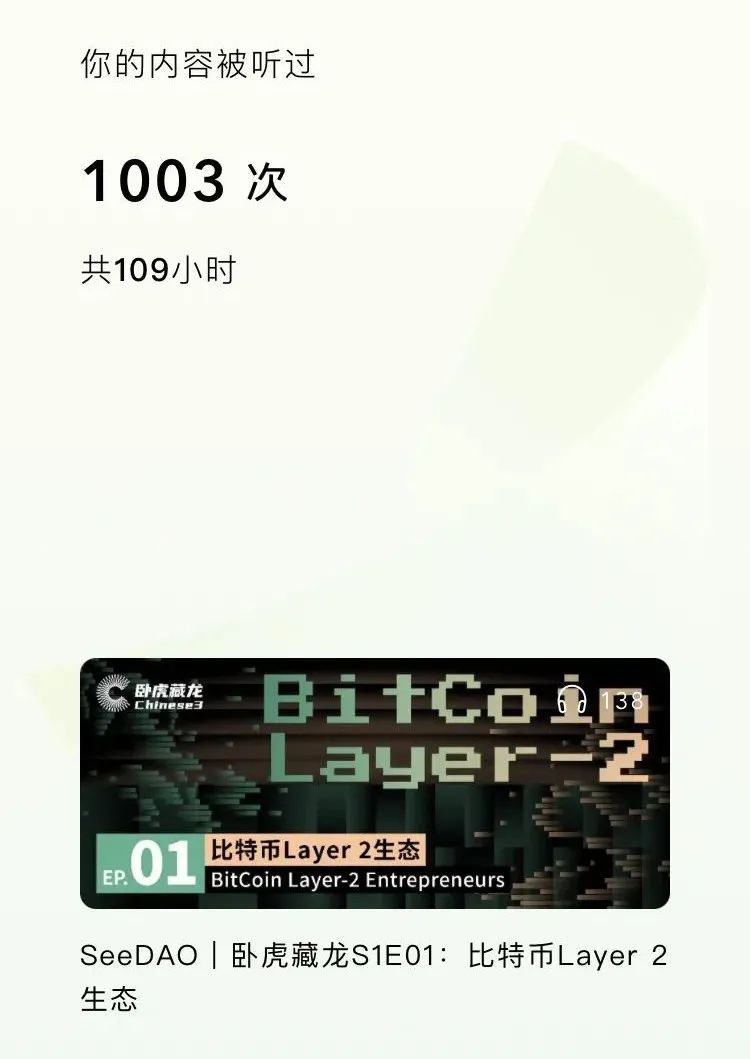 你的内容被听过
1003 次
共109小时
卧虎藏龙
Chinese3
BitCoin
138
Layer-2
EP. 01
比特币Layer 2生态
BitCoin Layer-2 Entrepreneurs
SeeDAO｜卧虎藏龙S1E01：比特币Layer 2
生态